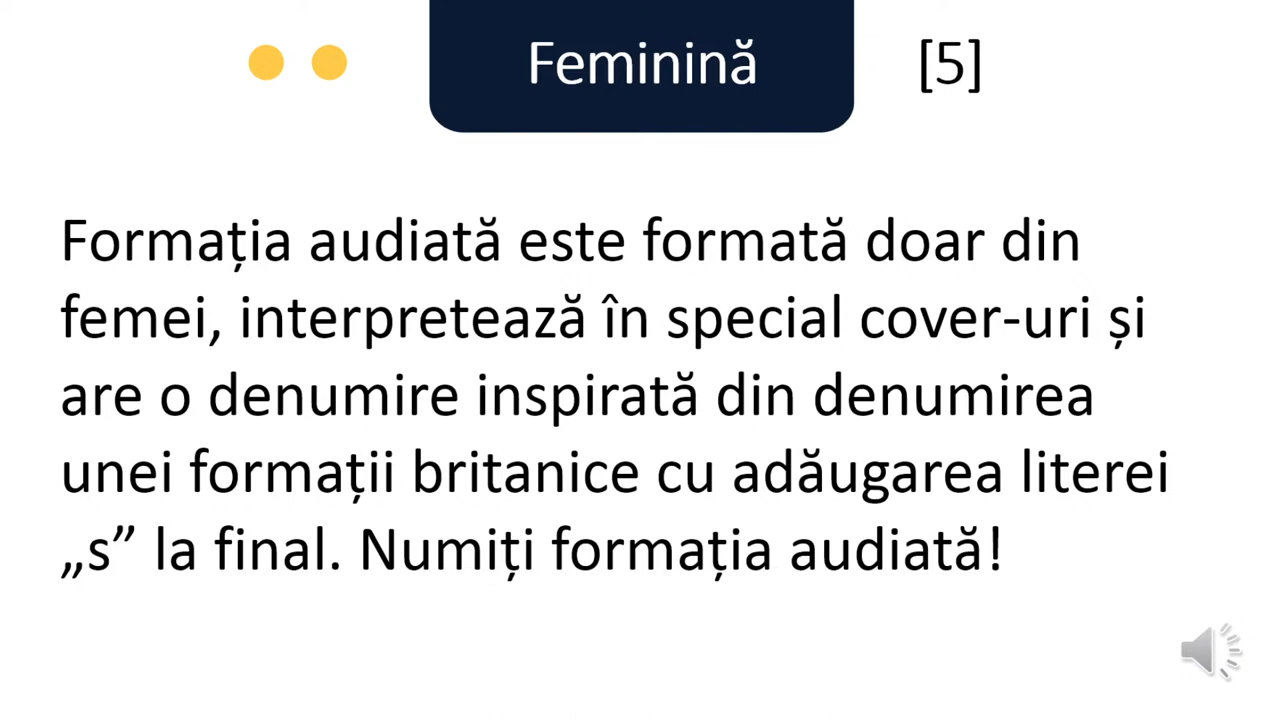 Feminină
[5]
Formația audiată este formată doar din
femei, interpretează în special cover-uri și
are o denumire inspirată din denumirea
unei formații britanice cu adăugarea literei
„s” la final. Numiți formația audiată!